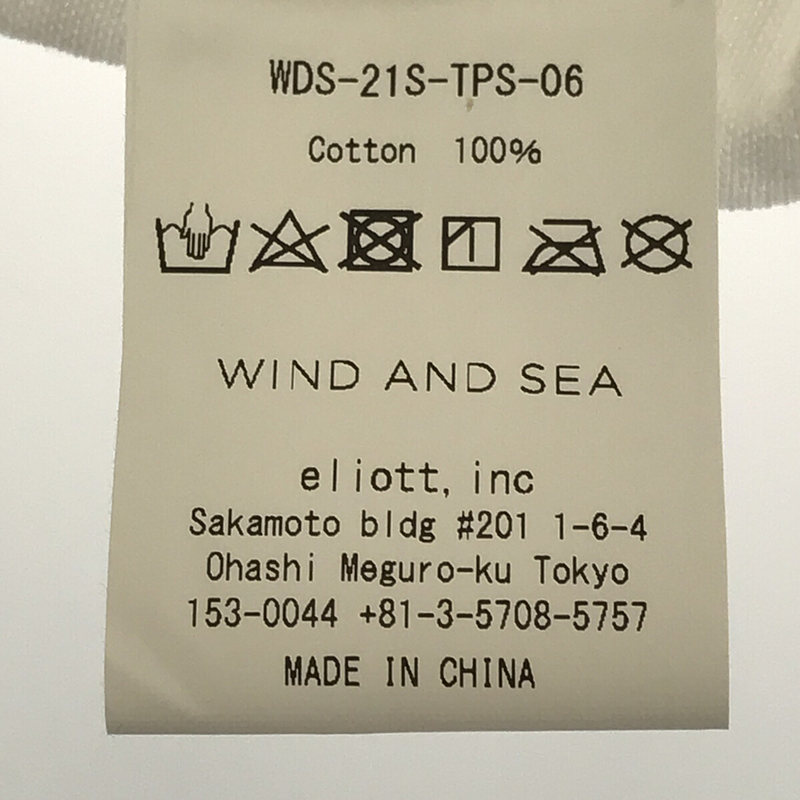 WDS-21S-TPS-06
Cotton 100%
WIND AND SEA
eliott, inc
Sakamoto bldg #201 1-6-4
Ohashi Meguro-ku Tokyo
153-0044 +81-3-5708-5757
MADE IN CHINA